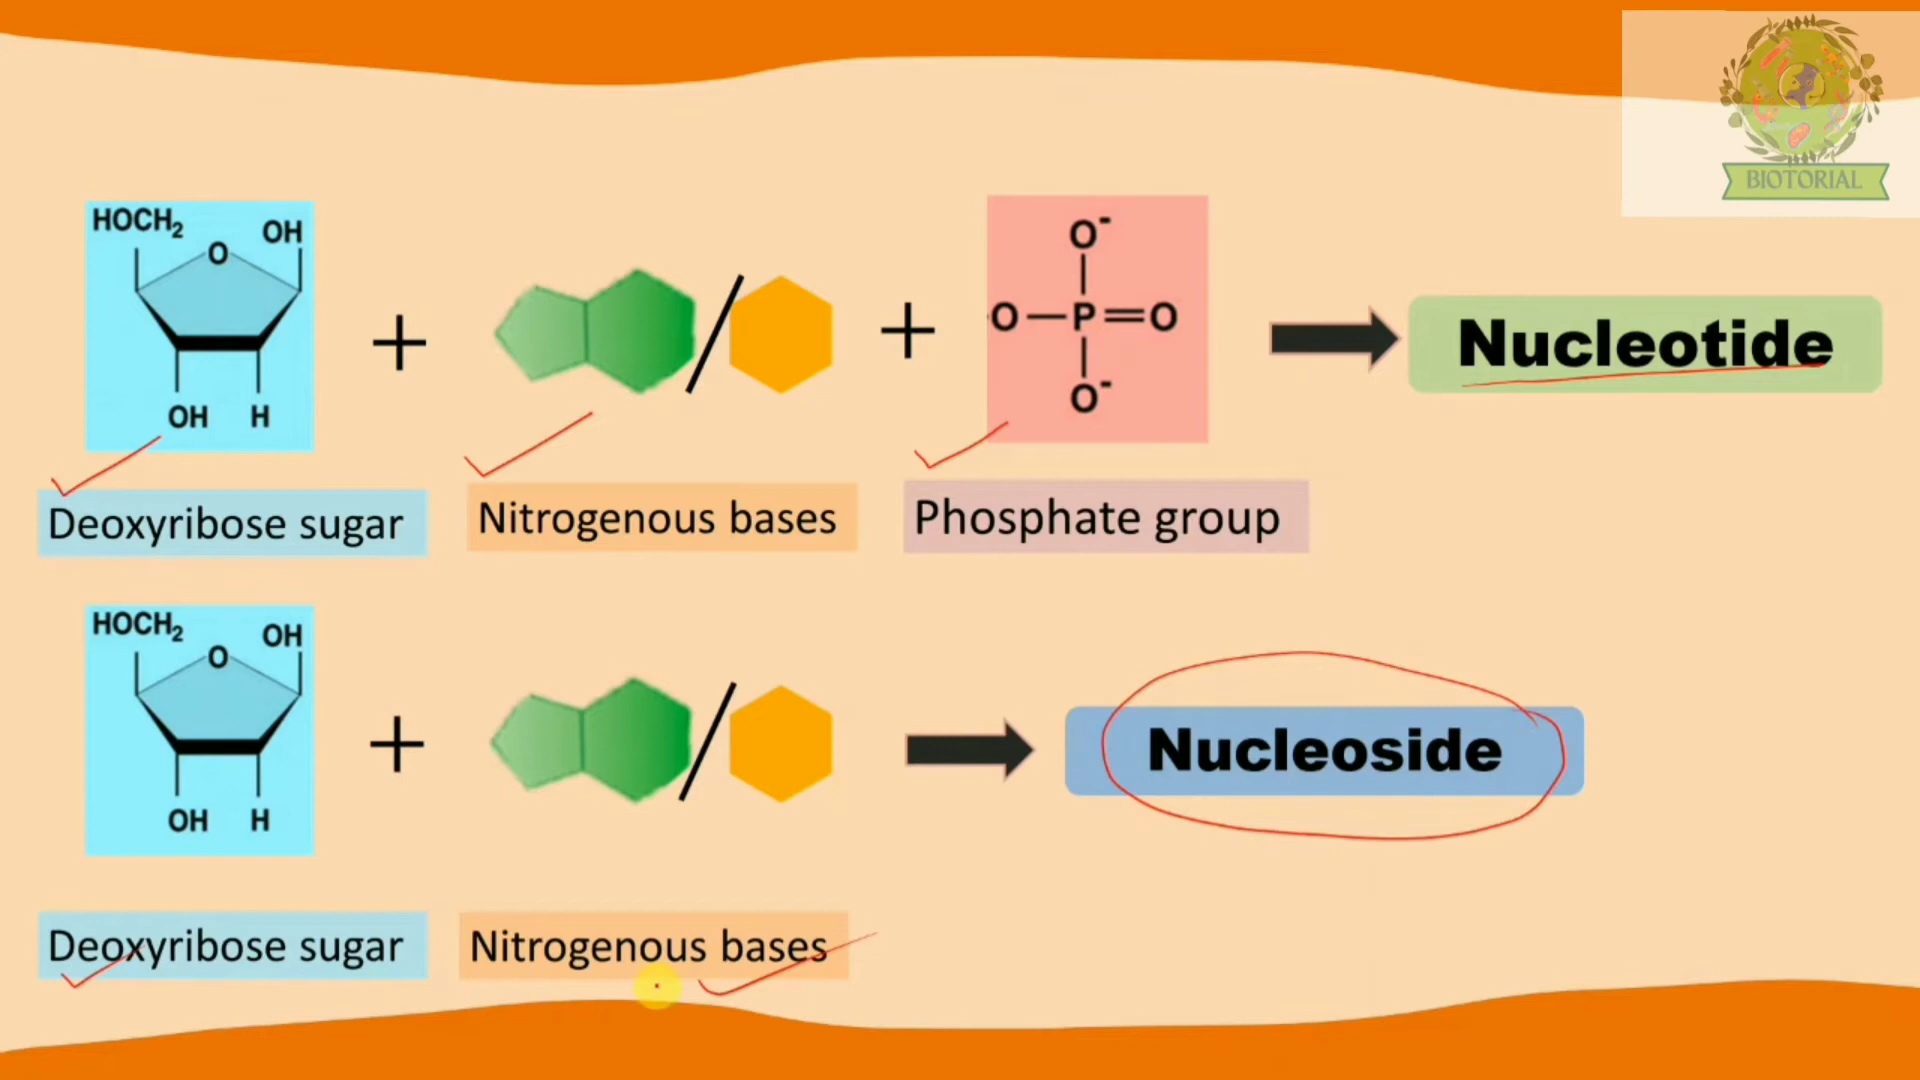 BIOTORIAL
HOCH₂ OH
O
OH H
+
/
+
O⁻
O—P=O
O⁻
Nucleotide
Deoxyribose sugar
Nitrogenous bases
Phosphate group
HOCH₂ OH
O
OH H
+
/
Nucleoside
Deoxyribose sugar
Nitrogenous bases